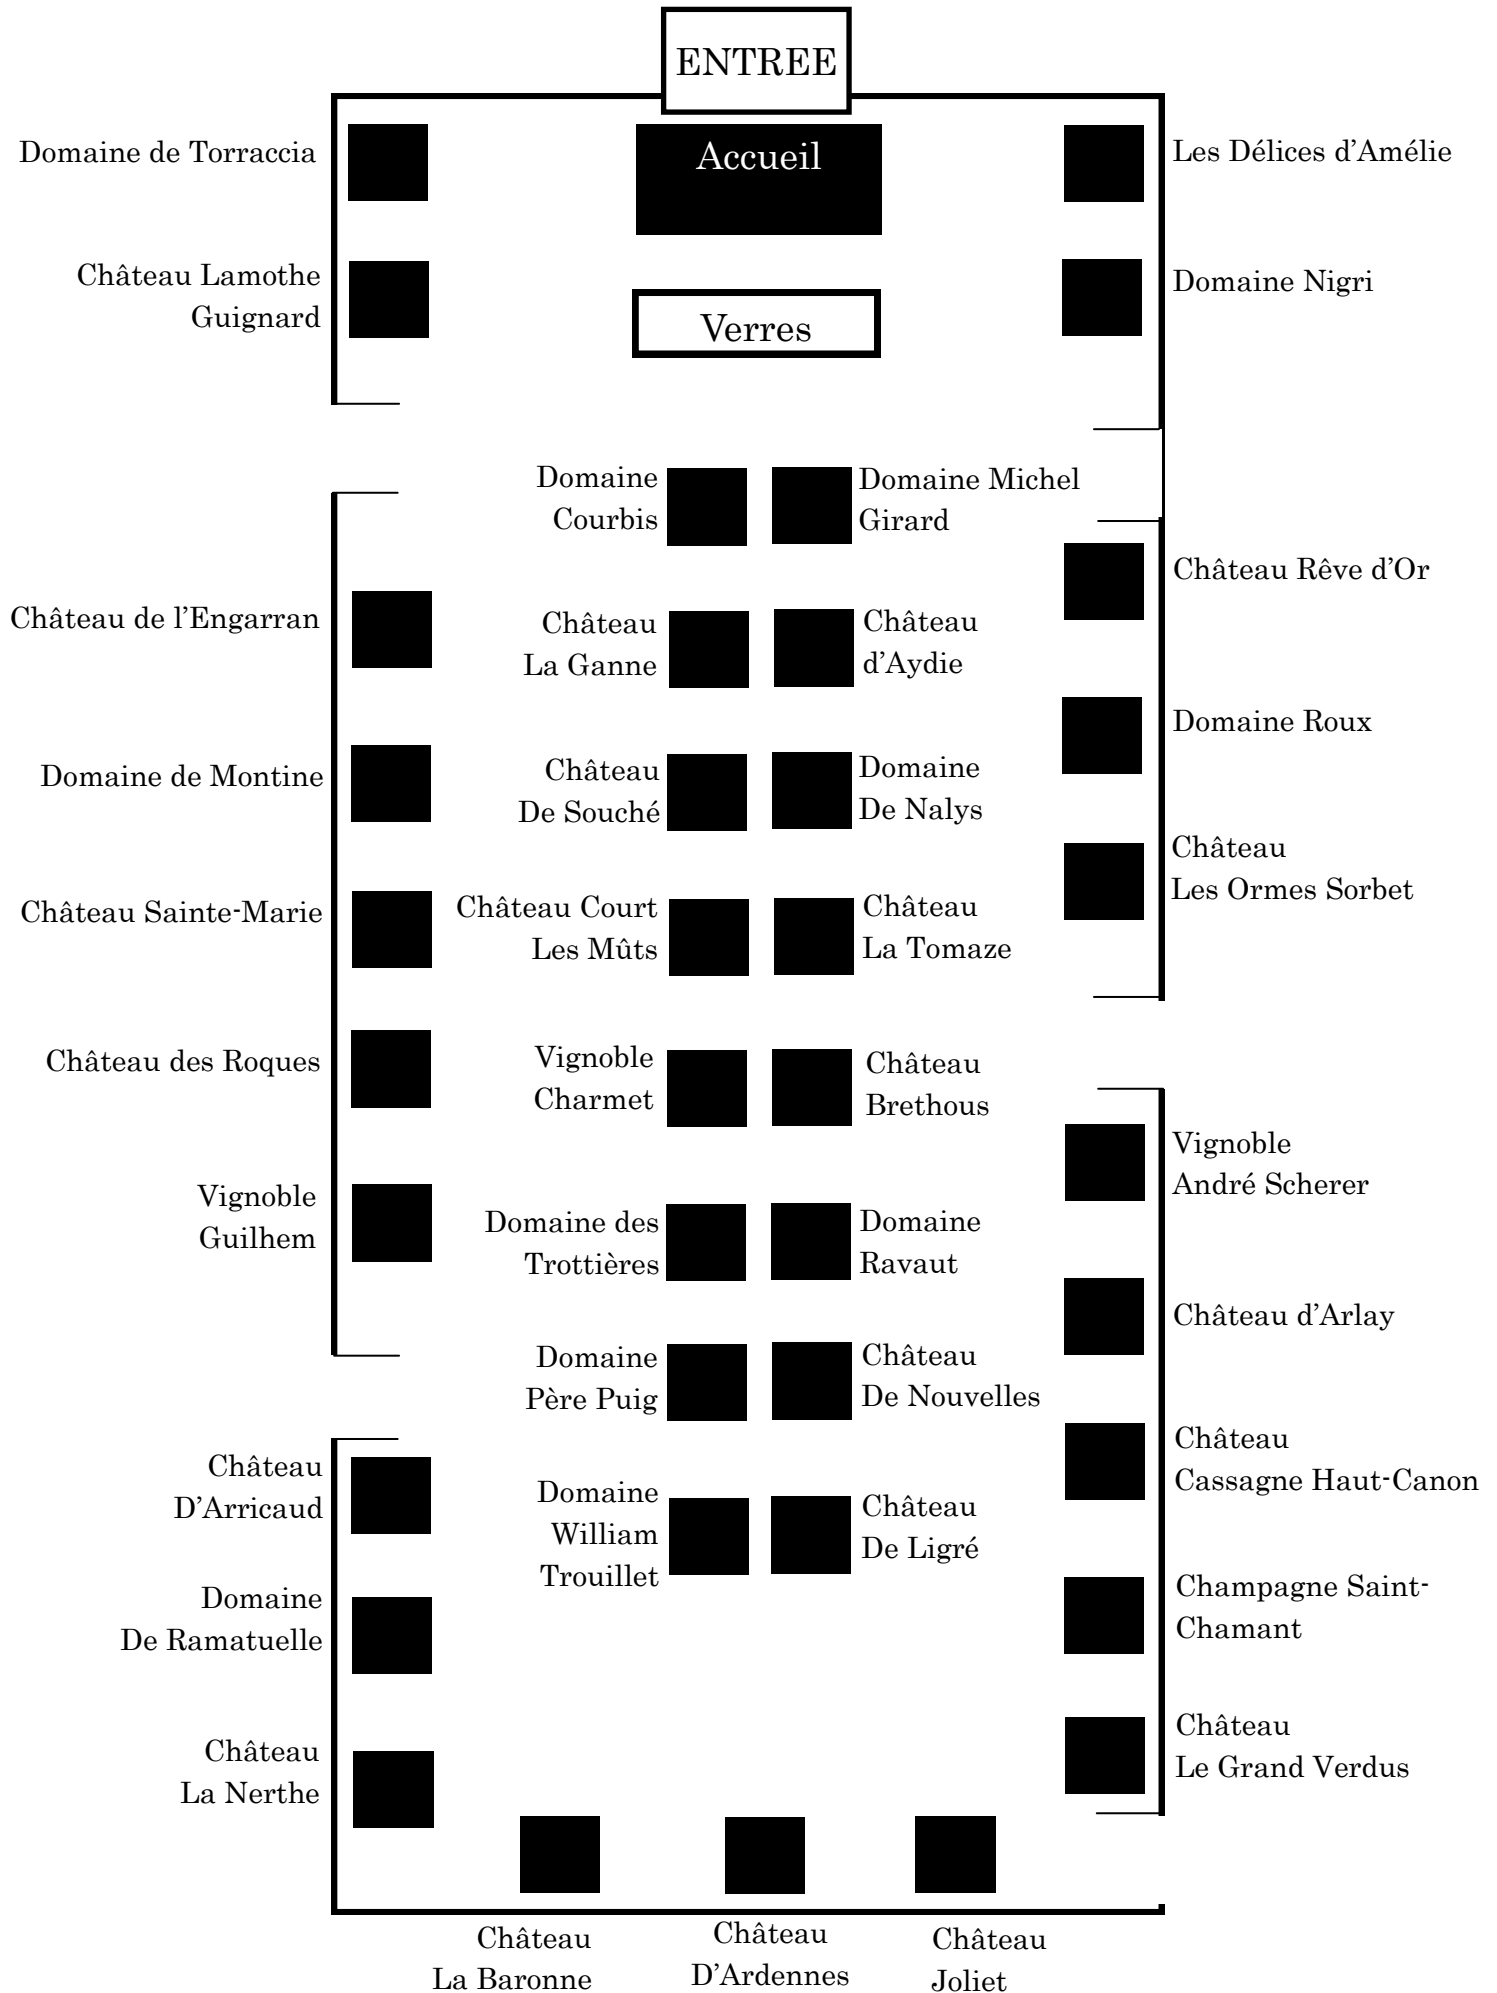 ENTREE
Accueil
Domaine de Torraccia
Les Délices d’Amélie
Château Lamothe
Guignard
Domaine Nigri
Verres
Domaine
Courbis
Domaine Michel
Girard
Château Rêve d’Or
Château de l’Engarran
Château
La Ganne
Château
d’Aydie
Domaine Roux
Domaine de Montine
Château
De Souché
Domaine
De Nalys
Château
Les Ormes Sorbet
Château Sainte-Marie
Château Court
Les Mûts
Château
La Tomaze
Château des Roques
Vignoble
Charmet
Château
Brethous
Vignoble
André Scherer
Vignoble
Guilhem
Domaine des
Trottières
Domaine
Ravaut
Château d’Arlay
Domaine
Père Puig
Château
De Nouvelles
Château
Cassagne Haut-Canon
Château
D’Arricaud
Domaine
William
Trouillet
Château
De Ligré
Champagne Saint-
Chamant
Domaine
De Ramatuelle
Château
Le Grand Verdus
Château
La Nerthe
Château
La Baronne
Château
D’Ardennes
Château
Joliet